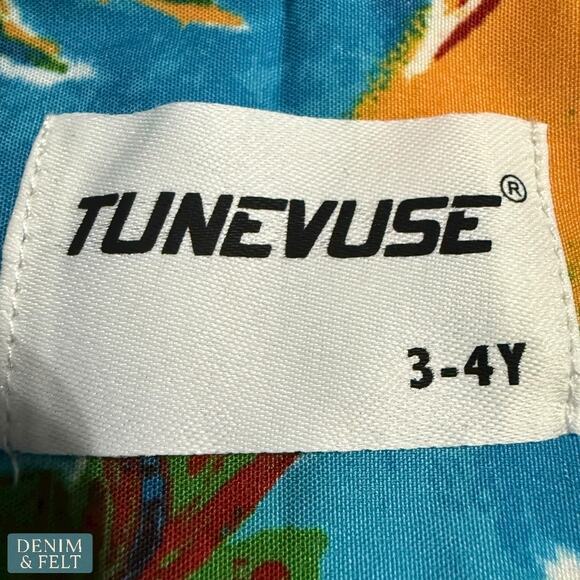 TUNEVUSE®
3-4Y
DENIM
& FELT